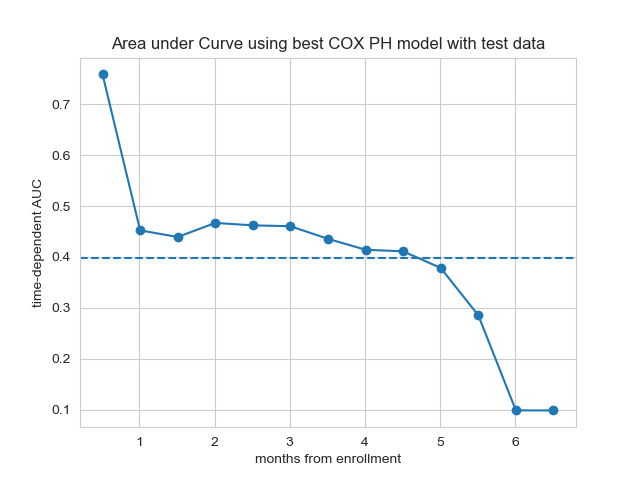 Area under Curve using best COX PH model with test data
time-dependent AUC
0.7
0.6
0.5
0.4
0.3
0.2
0.1
1 2 3 4 5 6
months from enrollment